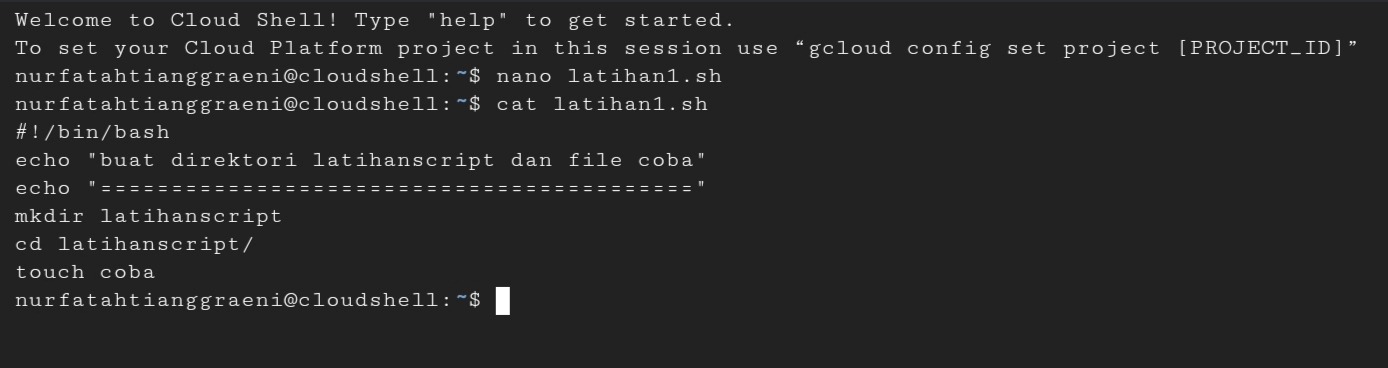 Welcome to Cloud Shell! Type "help" to get started.
To set your Cloud Platform project in this session use “gcloud config set project [PROJECT_ID]”
nurfatahtianggraeni@cloudshell:~$ nano latihan1.sh
nurfatahtianggraeni@cloudshell:~$ cat latihan1.sh
#!/bin/bash
echo "buat direktori latihanscript dan file coba"
echo "=========================================="
mkdir latihanscript
cd latihanscript/
touch coba
nurfatahtianggraeni@cloudshell:~$